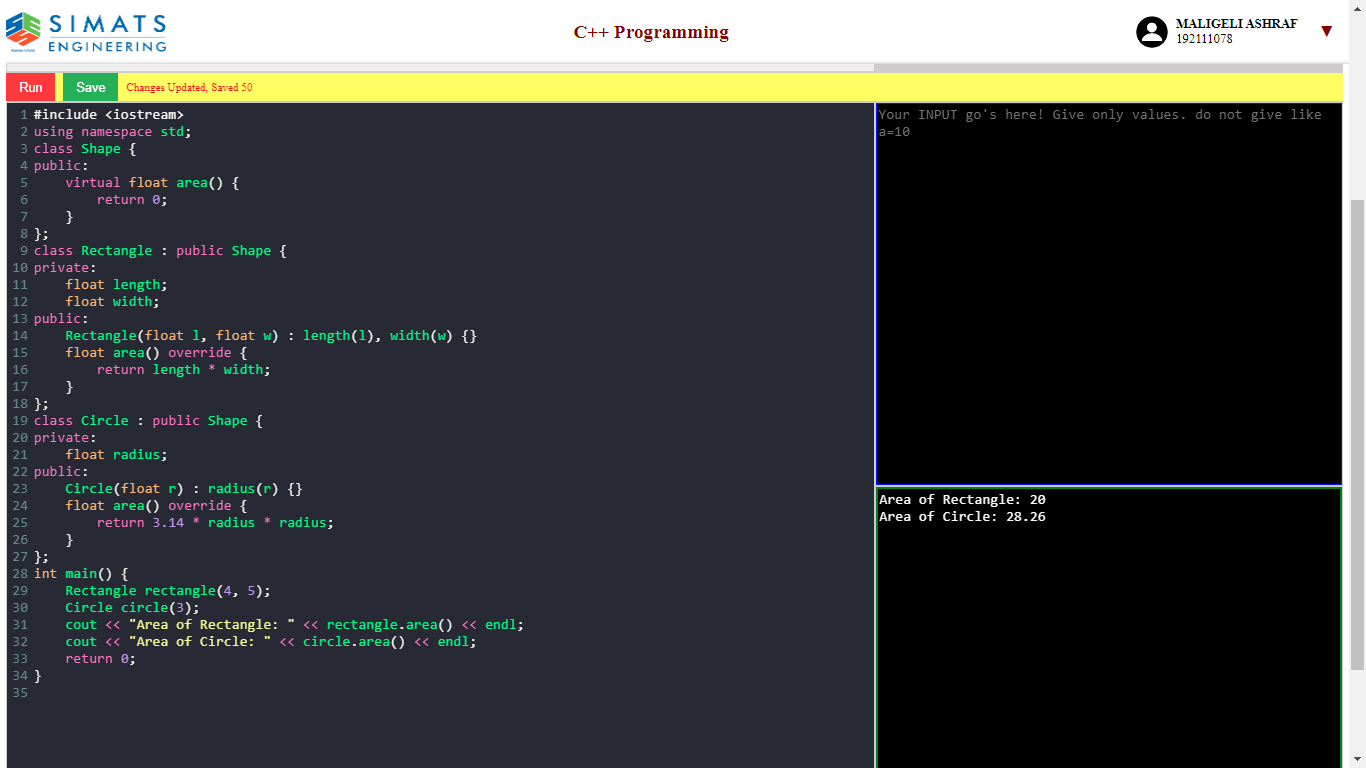 SIMATS
ENGINEERING
C++ Programming
MALIGELI ASHRAF
192111078
▼
Run
Save
Changes Updated, Saved 50
1 #include <iostream>
2 using namespace std;
3 class Shape {
4 public:
5     virtual float area() {
6         return 0;
7     }
8 };
9 class Rectangle : public Shape {
10 private:
11     float length;
12     float width;
13 public:
14     Rectangle(float l, float w) : length(l), width(w) {}
15     float area() override {
16         return length * width;
17     }
18 };
19 class Circle : public Shape {
20 private:
21     float radius;
22 public:
23     Circle(float r) : radius(r) {}
24     float area() override {
25         return 3.14 * radius * radius;
26     }
27 };
28 int main() {
29     Rectangle rectangle(4, 5);
30     Circle circle(3);
31     cout << "Area of Rectangle: " << rectangle.area() << endl;
32     cout << "Area of Circle: " << circle.area() << endl;
33     return 0;
34 }
35
Your INPUT go's here! Give only values. do not give like
a=10
Area of Rectangle: 20
Area of Circle: 28.26